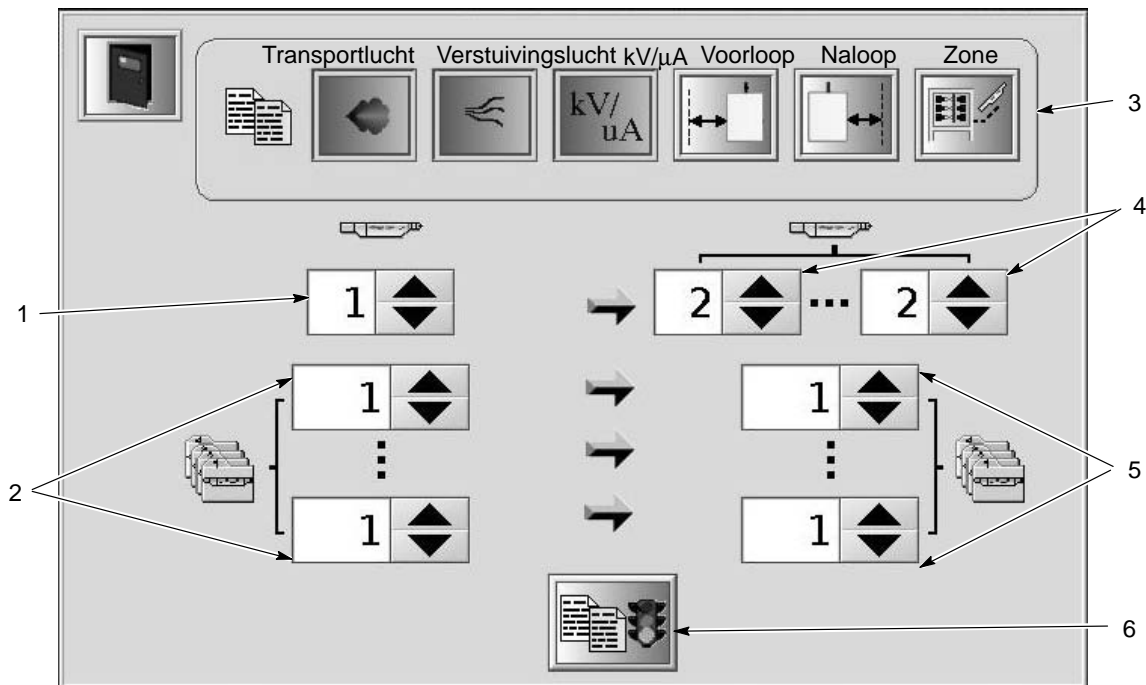 Transportlucht Verstuivingslucht kV/μA Voorloop Naloop Zone
kV/
uA
3
4
1
1 2 ... 2
1 1
2
5
1 1
6